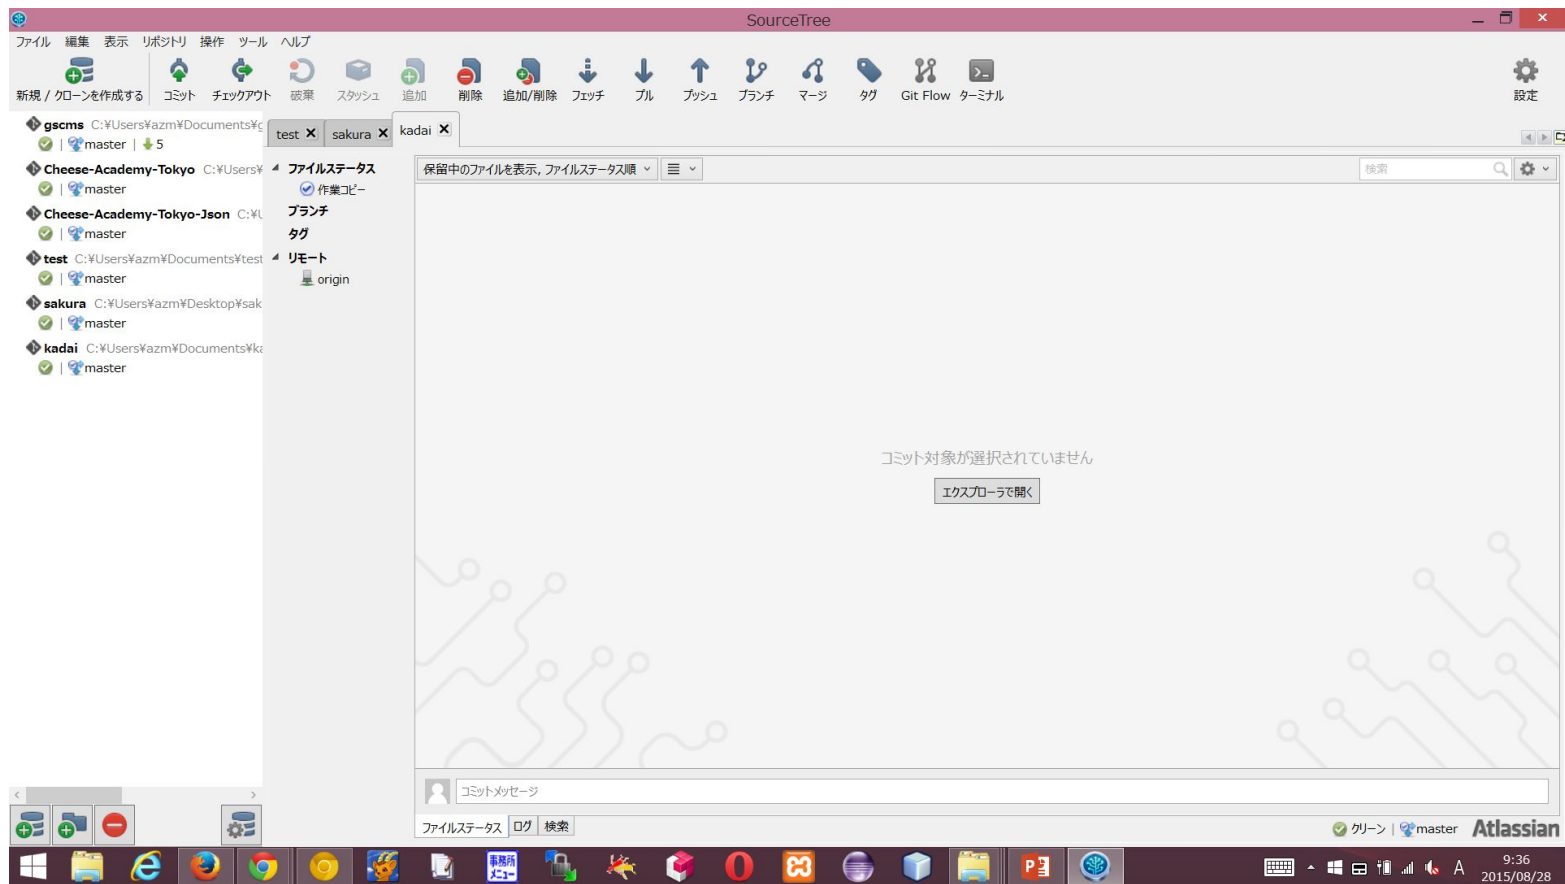 SourceTree
ファイル 編集 表示 リポジトリ 操作 ツール ヘルプ
新規 / クローンを作成する コミット チェックアウト 破棄 スタッシュ 追加 削除 追加/削除 フェッチ プル プッシュ ブランチ マージ タグ Git Flow ターミナル 設定
gscms C:¥Users¥azm¥Documents¥g
master | 5
Cheese-Academy-Tokyo C:¥Users¥
master
Cheese-Academy-Tokyo-Json C:¥U
master
test C:¥Users¥azm¥Documents¥test
master
sakura C:¥Users¥azm¥Desktop¥sak
master
kadai C:¥Users¥azm¥Documents¥ka
master
test sakura kadai
ファイルステータス
作業コピー
ブランチ
タグ
リモート
origin
保留中のファイルを表示, ファイルステータス順
検索
コミット対象が選択されていません
エクスプローラで開く
コミットメッセージ
ファイルステータス ログ 検索
クリーン | master Atlassian
事務所
メニュー
A
9:36
2015/08/28